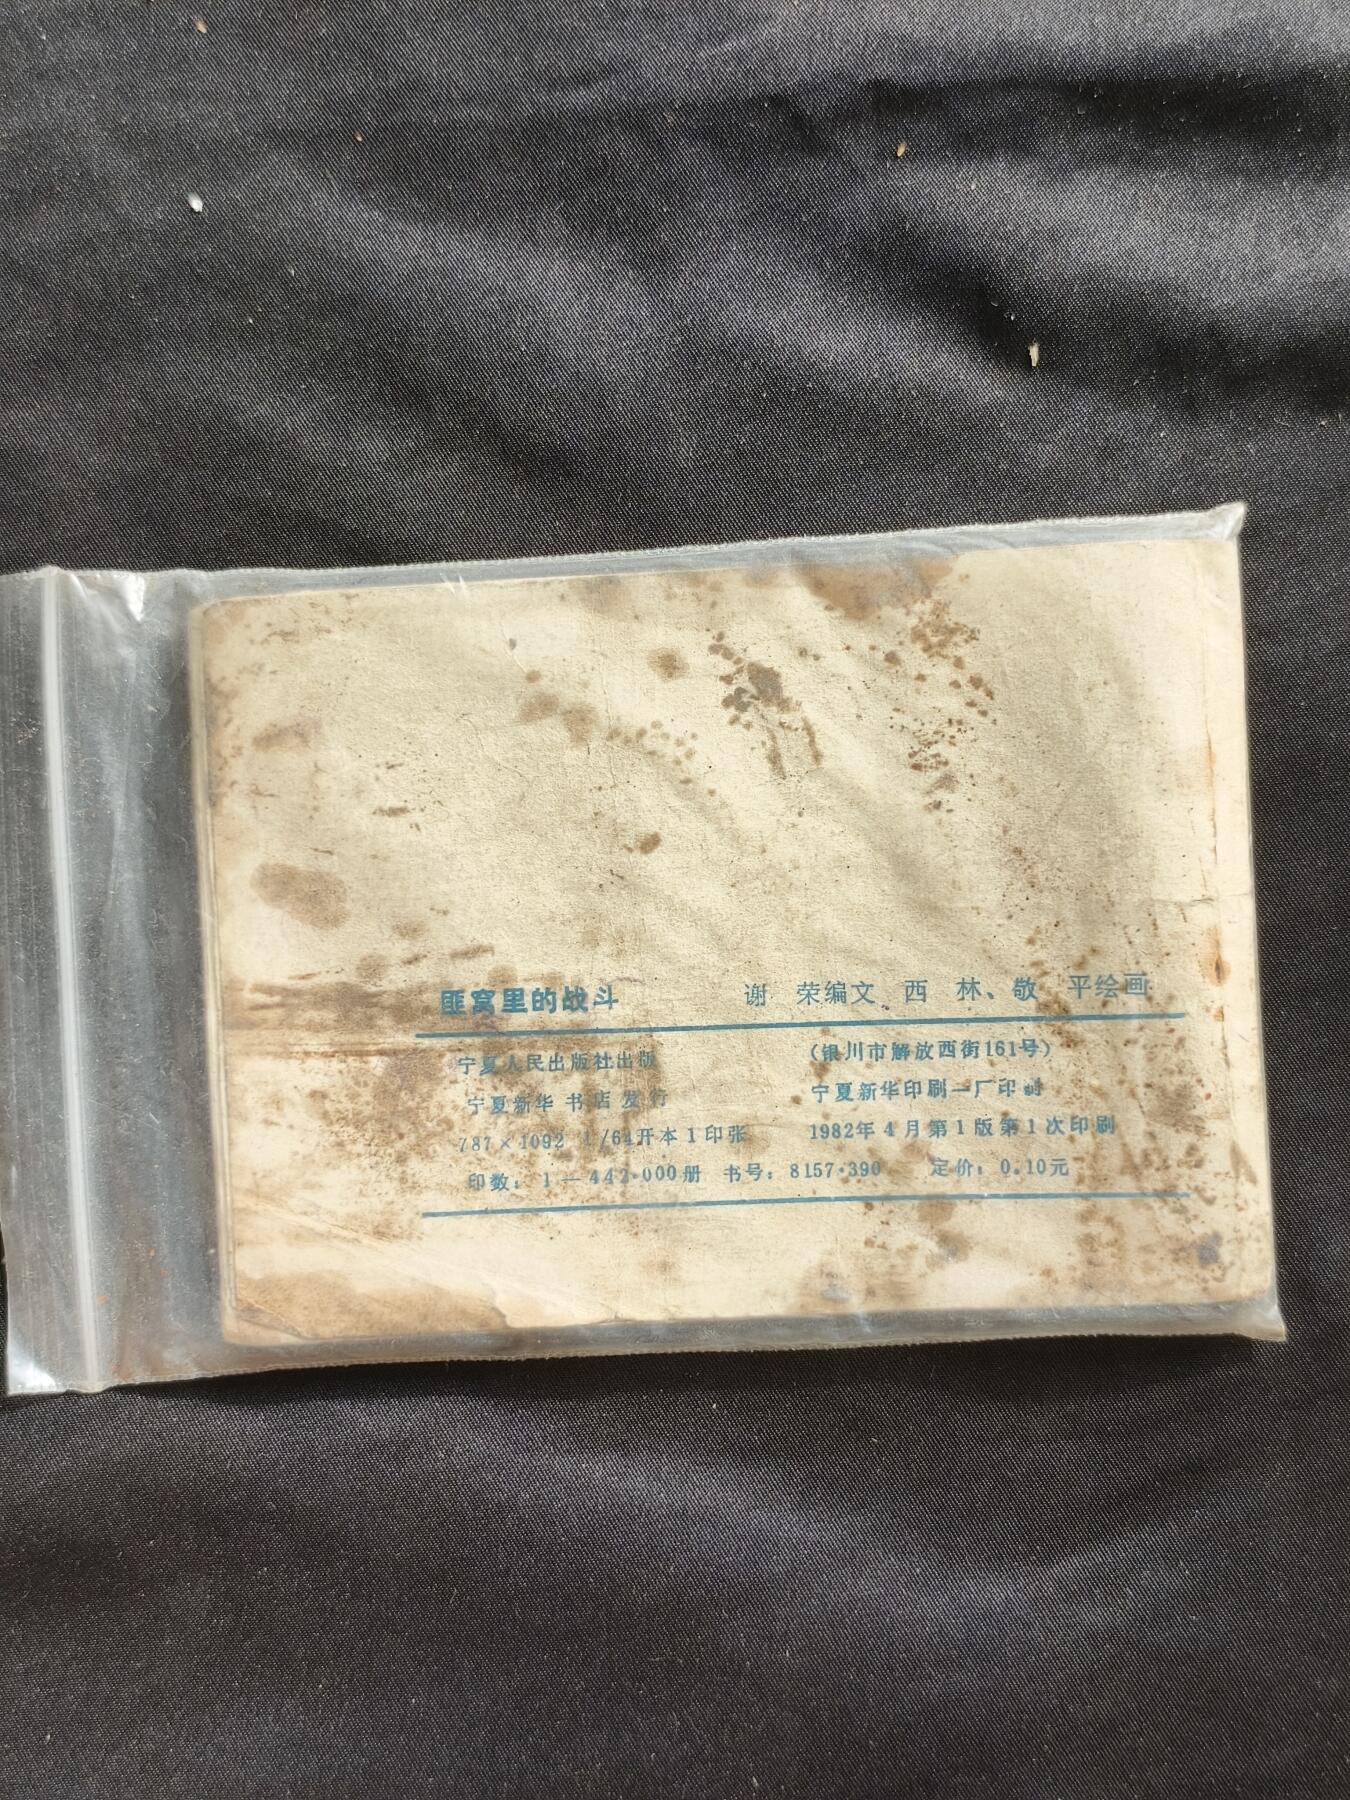 匪窝里的战斗 谢 荣编文 西 林、敬 平绘画
宁夏人民出版社出版 (银川市解放西街161号)
宁夏新华书店发行 宁夏新华印刷一厂印刷
787×1092 1/64开本 1印张 1982年4月第1版第1次印刷
印数:1—442·000册 书号:8157·390 定价:0.10元